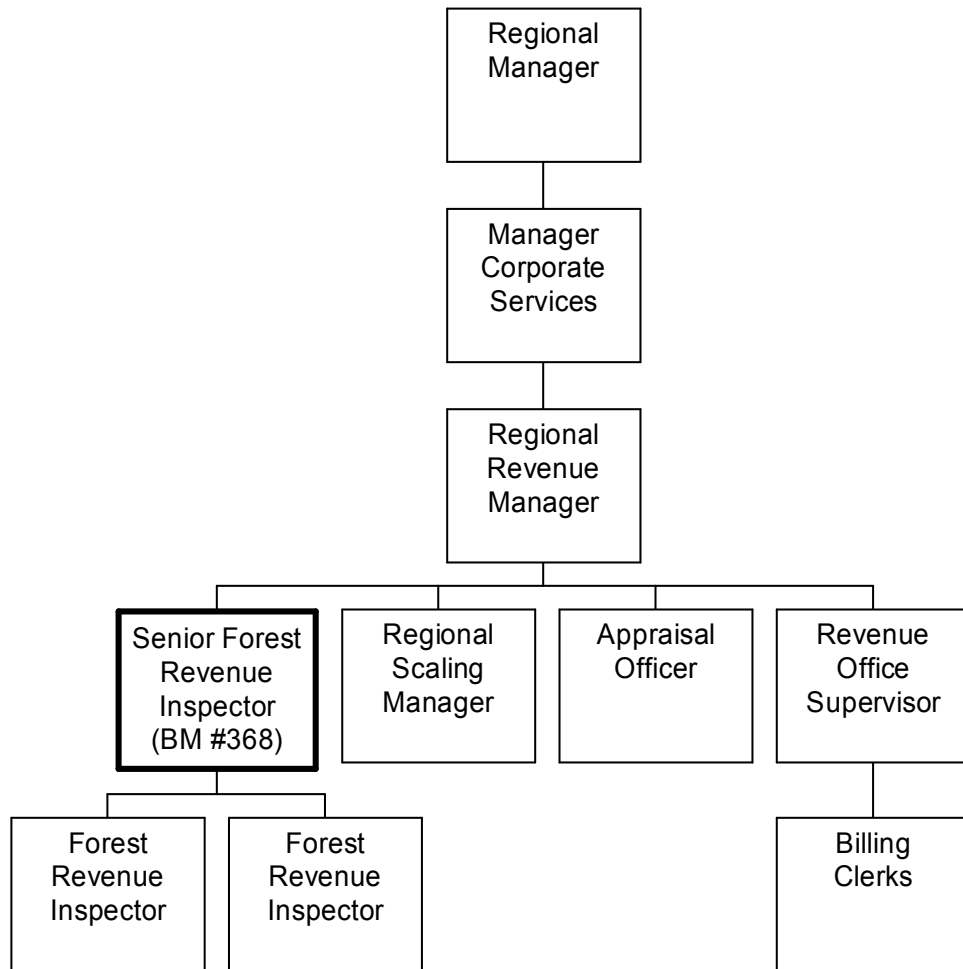 Regional
Manager
Manager
Corporate
Services
Regional
Revenue
Manager
Senior Forest
Revenue
Inspector
(BM #368)
Regional
Scaling
Manager
Appraisal
Officer
Revenue
Office
Supervisor
Forest
Revenue
Inspector
Forest
Revenue
Inspector
Billing
Clerks